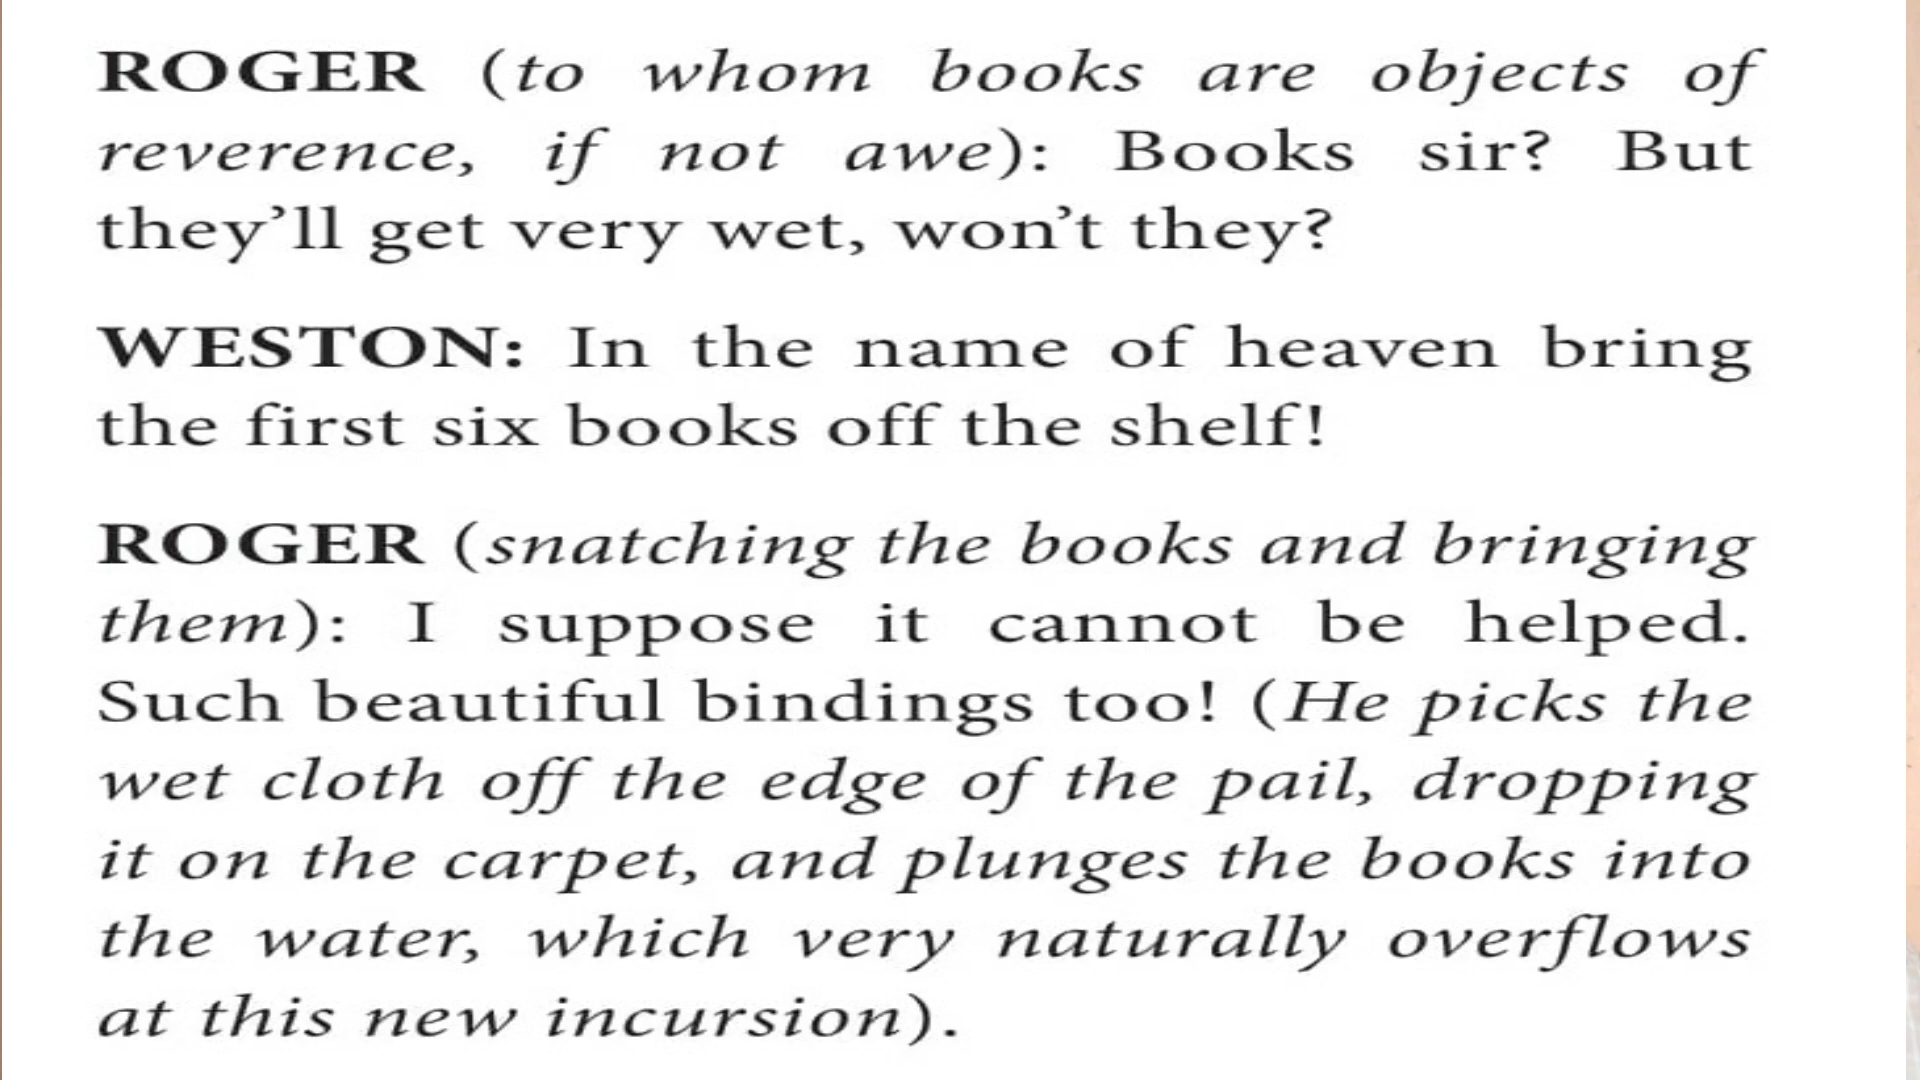 ROGER (to whom books are objects of
reverence, if not awe): Books sir? But
they’ll get very wet, won’t they?
WESTON: In the name of heaven bring
the first six books off the shelf!
ROGER (snatching the books and bringing
them): I suppose it cannot be helped.
Such beautiful bindings too! (He picks the
wet cloth off the edge of the pail, dropping
it on the carpet, and plunges the books into
the water, which very naturally overflows
at this new incursion).